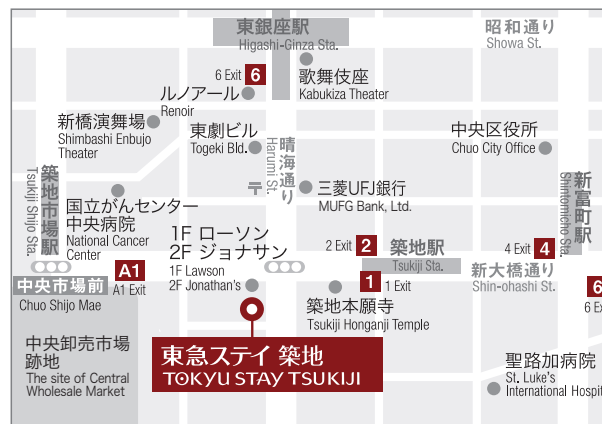 東銀座駅
Higashi-Ginza Sta.
昭和通り
Showa St.
6 Exit 6
歌舞伎座
Kabukiza Theater
ルノアール
Renoir
新橋演舞場
Shimbashi Enbujo
Theater
東劇ビル
Togeki Bld.
晴海通り
Harumi St.
中央区役所
Chuo City Office
築地市場駅
Tsukiji Shijo Sta.
国立がんセンター
中央病院
National Cancer
Center
〒
三菱UFJ銀行
MUFG Bank, Ltd.
新富町駅
Shintomicho Sta.
1F ローソン
2F ジョナサン
1F Lawson
2F Jonathan's
2 Exit 2
築地駅
Tsukiji Sta.
4 Exit 4
新大橋通り
Shin-ohashi St.
A1
A1 Exit
1 1 Exit
6
6 Ex
中央市場前
Chuo Shijo Mae
築地本願寺
Tsukiji Honganji Temple
中央卸売市場
跡地
The site of Central
Wholesale Market
東急ステイ 築地
TOKYU STAY TSUKIJI
聖路加病院
St. Luke's
International Hospit